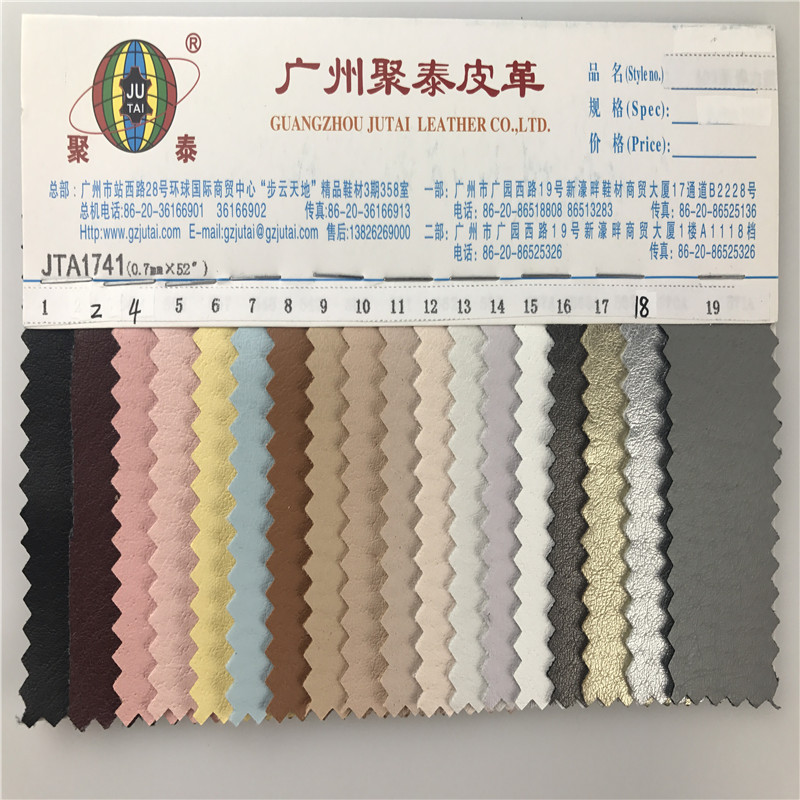 JU
TAI
®
聚 泰
广州聚泰皮革
GUANGZHOU JUTAI LEATHER CO.,LTD.
品 名(Style no.)
规 格(Spec):
价 格(Price):
总部:广州市站西路28号环球国际商贸中心“步云天地”精品鞋材3期358室
总机电话:86-20-36166901 36166902 传真:86-20-36166913
Http:www.gzjutai.com E-mail:gzjutai@gzjutai.com 售后:13826269000
一部:广州市广园西路19号新濠畔鞋材商贸大厦17通道B2228号
电话:86-20-86518808 86513283 传真:86-20-86525136
二部:广州市广园西路19号新濠畔商贸大厦1楼A1118档
电话:86-20-86525326 传真:86-20-86525326
JTA1741(0.7mm×52″)
1 2 4 5 6 7 8 9 10 11 12 13 14 15 16 17 18 19